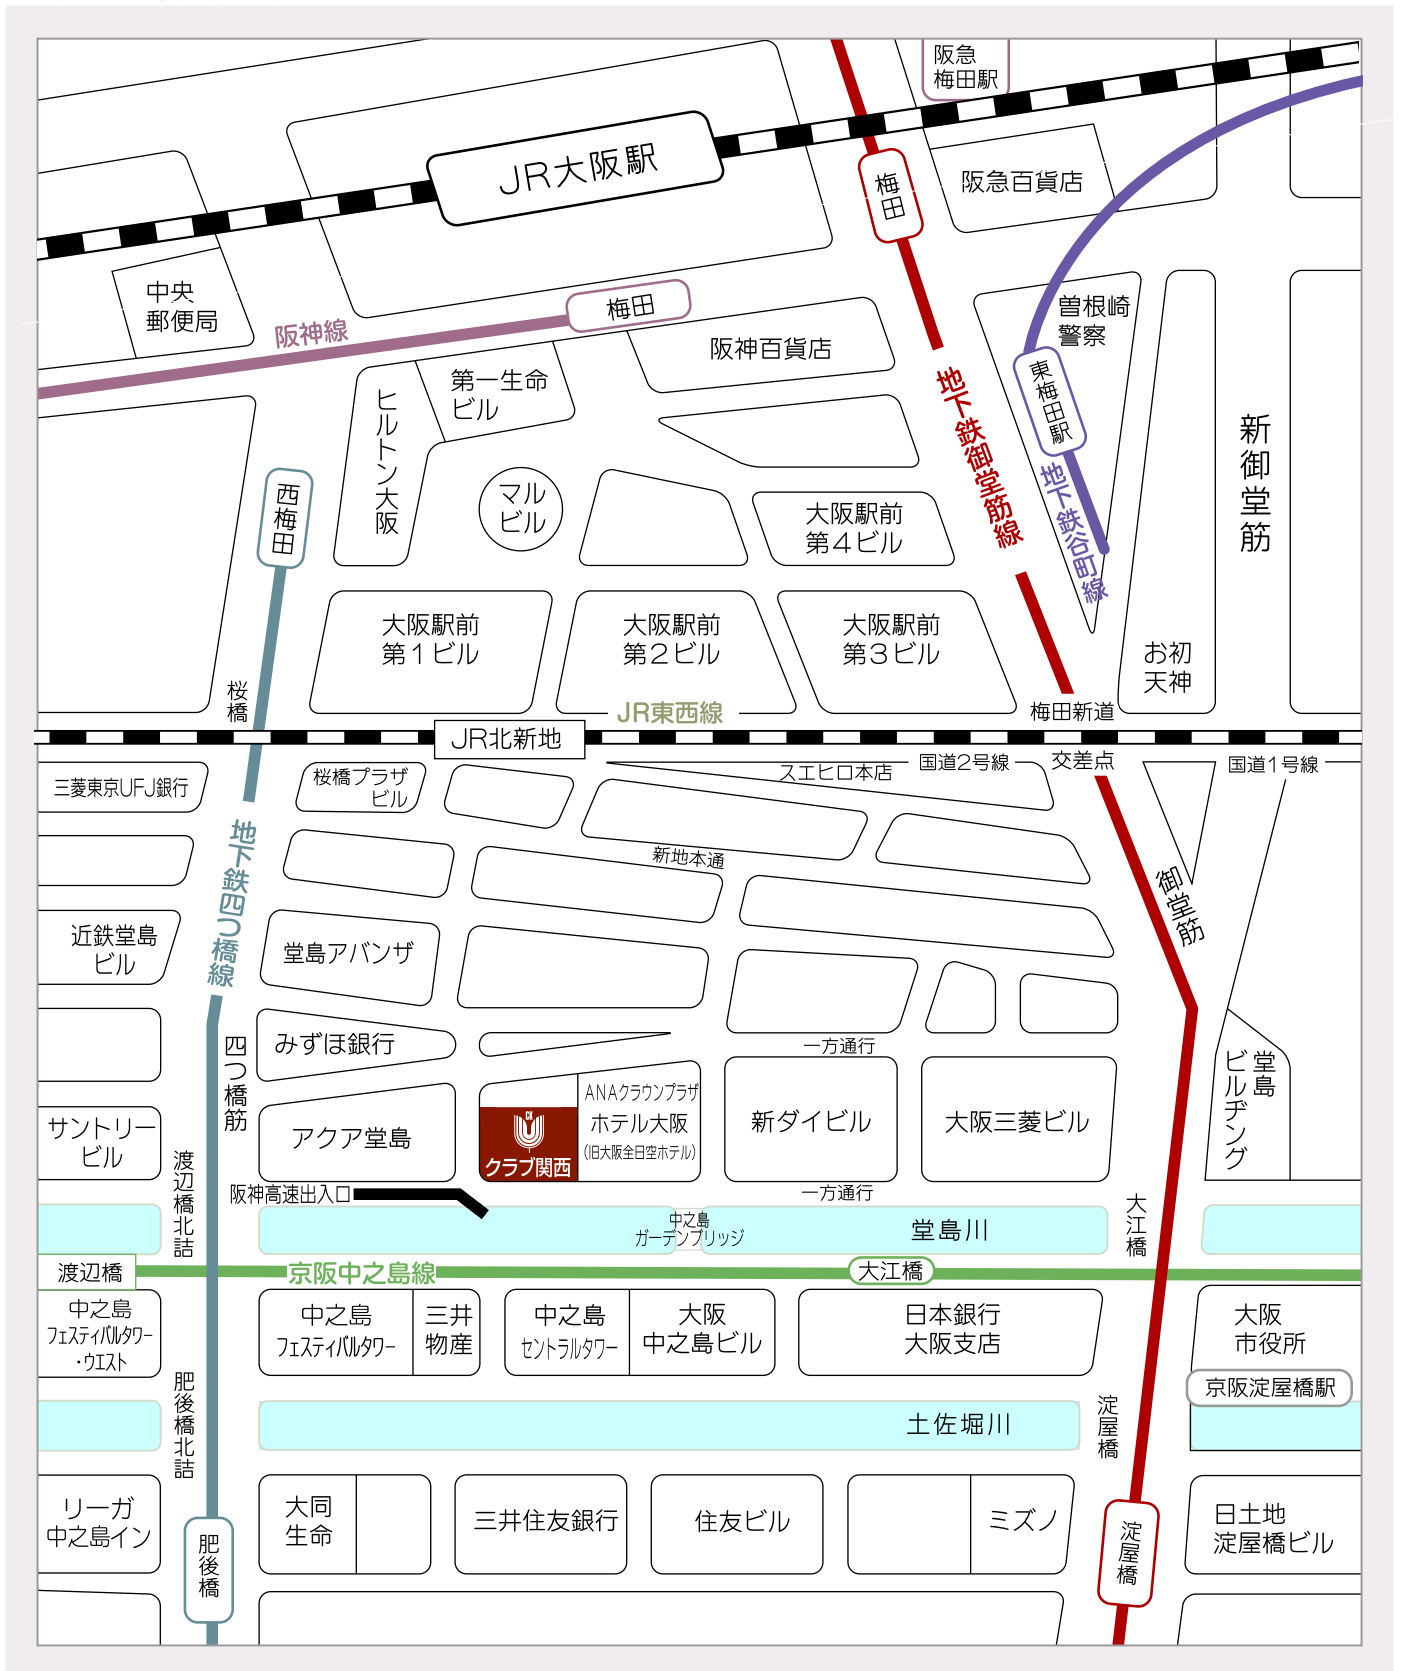 阪急
梅田駅
JR大阪駅
梅田
阪急百貨店
中央
郵便局
阪神線
梅田
阪神百貨店
曽根崎
警察
東梅田駅
第一生命
ビル
ヒルトン大阪
地下鉄御堂筋線
地下鉄谷町線
新御堂筋
西梅田
マル
ビル
大阪駅前
第4ビル
大阪駅前
第1ビル
大阪駅前
第2ビル
大阪駅前
第3ビル
お初
天神
桜橋
JR東西線
梅田新道
JR北新地
交差点
国道2号線
国道1号線
スエヒロ本店
三菱東京UFJ銀行
桜橋プラザ
ビル
地下鉄四つ橋線
新地本通
御堂筋
近鉄堂島
ビル
堂島アバンザ
みずほ銀行
四つ橋筋
一方通行
堂島
ビルヂング
ANAクラウンプラザ
ホテル大阪
(旧大阪全日空ホテル)
CK
クラブ関西
新ダイビル
大阪三菱ビル
サントリー
ビル
アクア堂島
渡辺橋北詰
阪神高速出入口
一方通行
大江橋
中之島
ガーデンブリッジ
堂島川
渡辺橋
京阪中之島線
大江橋
中之島
フェスティバルタワー
・ウエスト
中之島
フェスティバルタワー
三井
物産
中之島
セントラルタワー
大阪
中之島ビル
日本銀行
大阪支店
大阪
市役所
京阪淀屋橋駅
肥後橋北詰
土佐堀川
淀屋橋
リーガ
中之島イン
大同
生命
三井住友銀行
住友ビル
ミズノ
日土地
淀屋橋ビル
肥後橋
淀屋橋